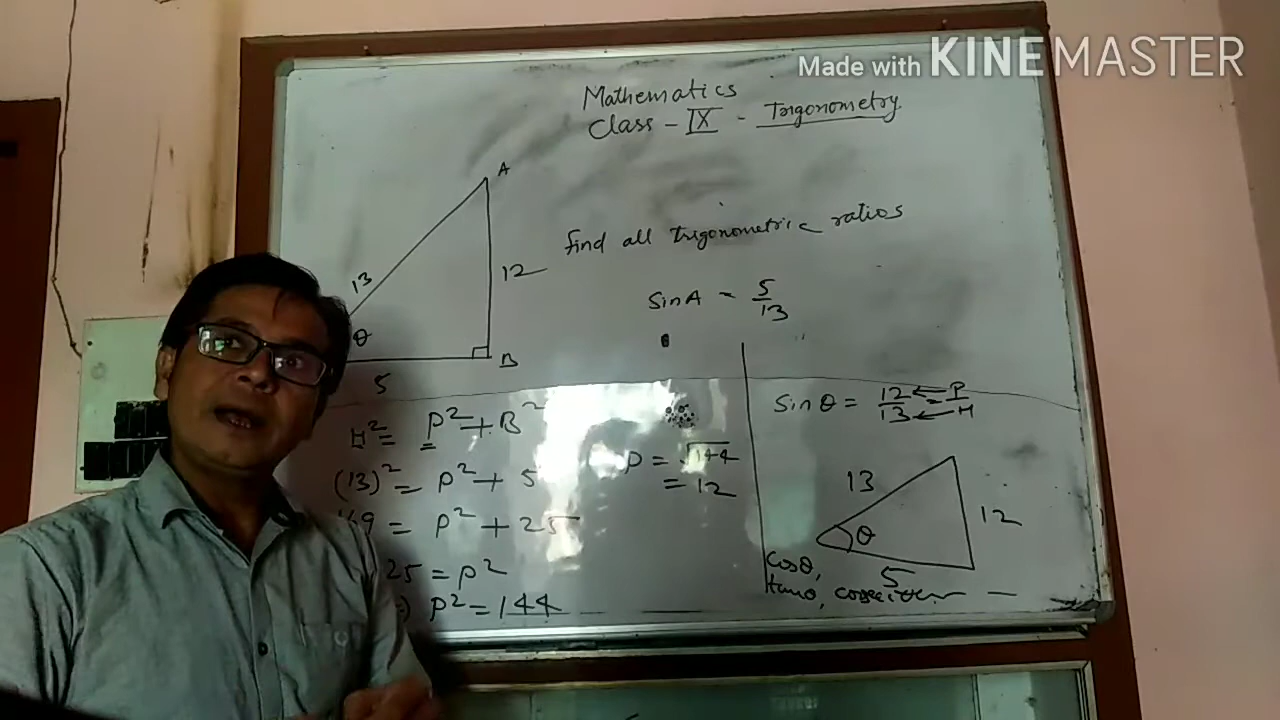 Made with KINEMASTER
Mathematics
Class - IX - Trigonometry
A
13
12
θ
B
5
find all trigonometric ratios
sinA = 5/13
H² = P² + B²
(13)² = P² + 5
169 = P² + 25
25 = P²
P² = 144
P = √144
= 12
sinθ = 12/13 = P/H
13
12
θ
5
cosθ,
tanθ,